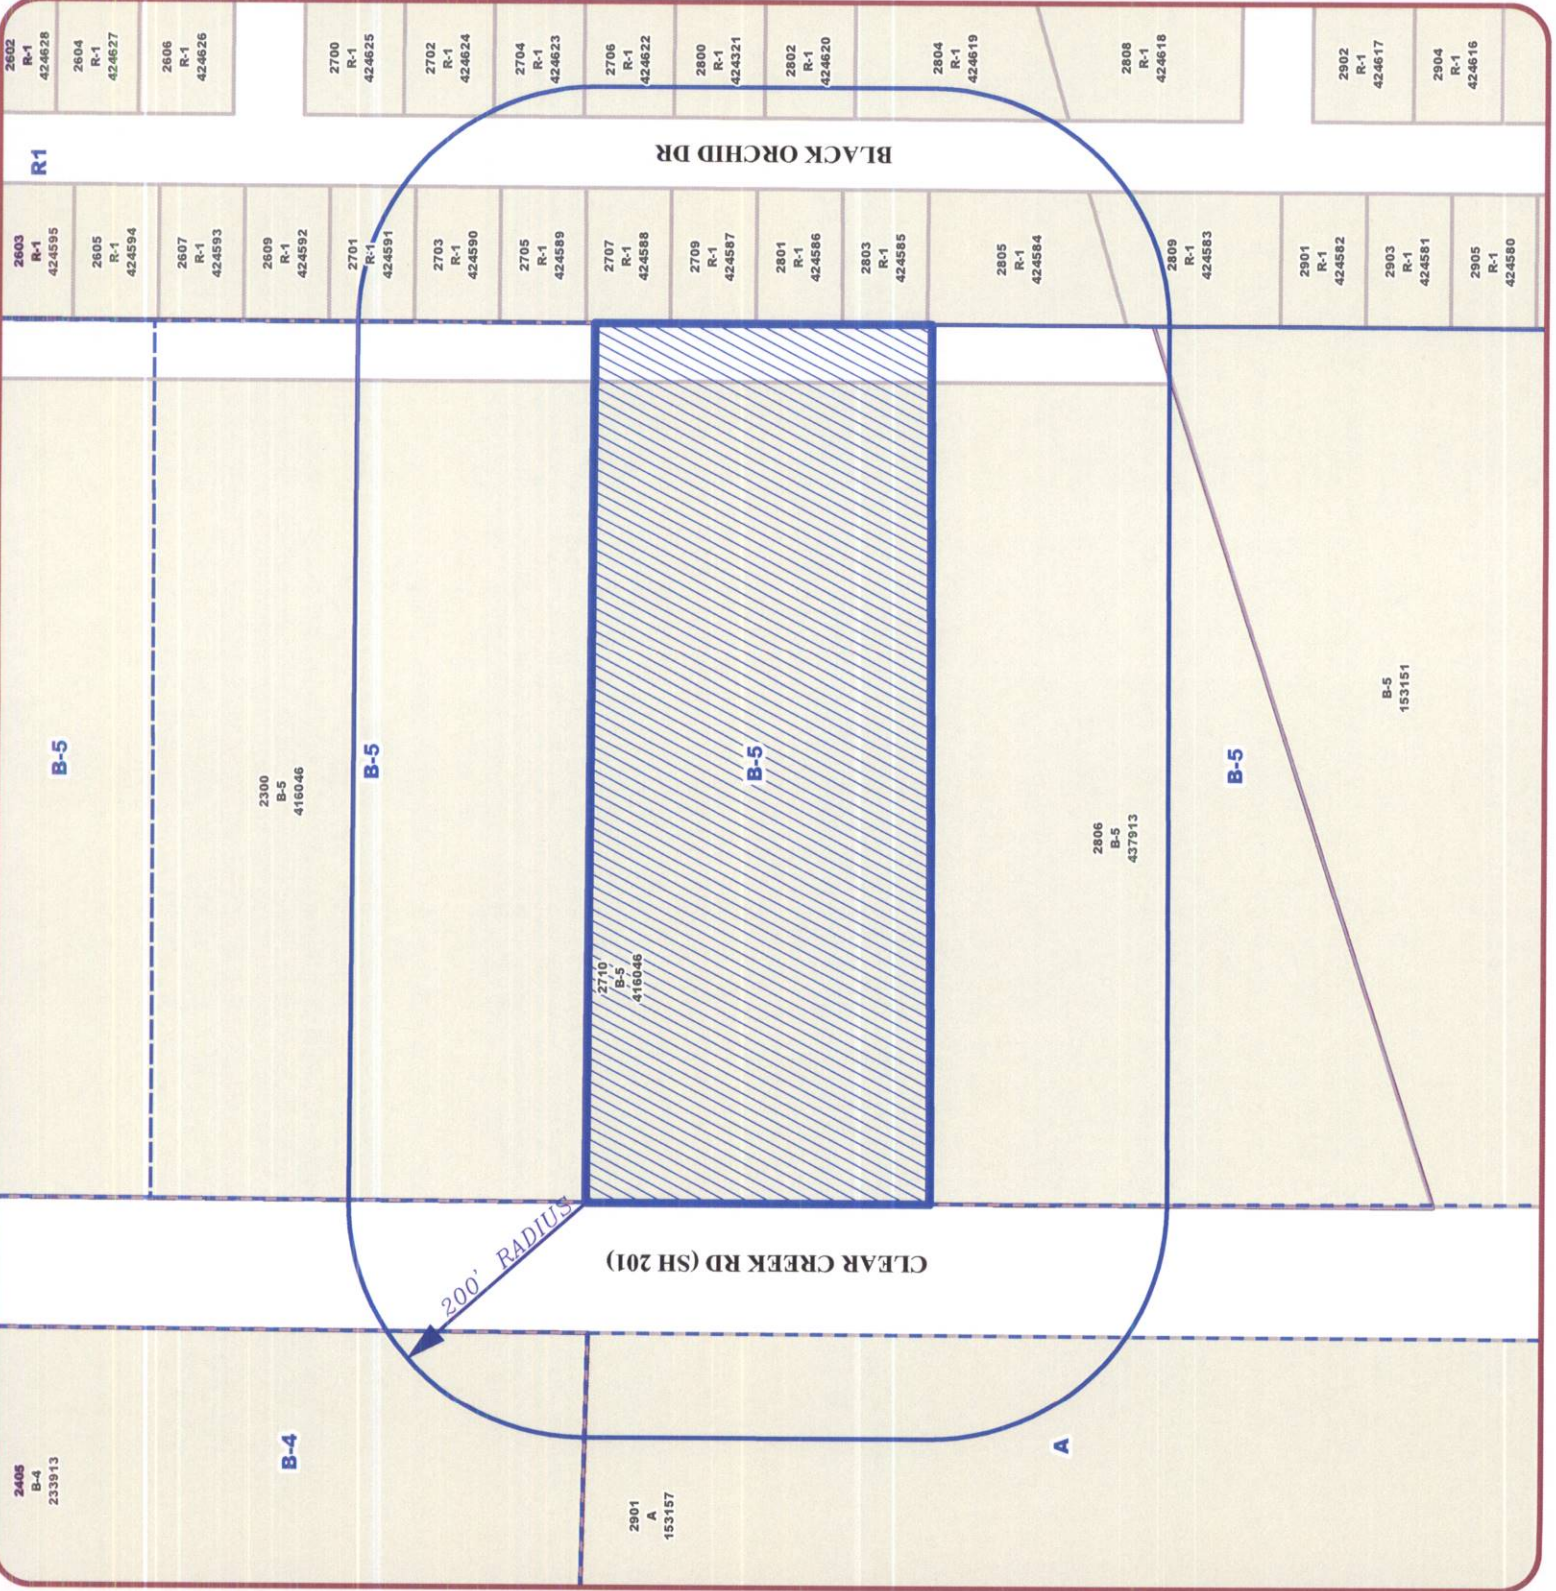 2602
R-1
424628
2604
R-1
424627
2606
R-1
424626
2700
R-1
424625
2702
R-1
424624
2704
R-1
424623
2706
R-1
424622
2800
R-1
424321
2802
R-1
424620
2804
R-1
424619
2808
R-1
424618
2902
R-1
424617
2904
R-1
424616
R1
BLACK ORCHID DR
2603
R-1
424595
2605
R-1
424594
2607
R-1
424593
2609
R-1
424592
2701
R-1
424591
2703
R-1
424590
2705
R-1
424589
2707
R-1
424588
2709
R-1
424587
2801
R-1
424586
2803
R-1
424585
2805
R-1
424584
2809
R-1
424583
2901
R-1
424582
2903
R-1
424581
2905
R-1
424580
B-5
2300
B-5
416046
B-5
B-5
2710
B-5
416046
2806
B-5
437913
B-5
B-5
153151
200' RADIUS
CLEAR CREEK RD (SH 201)
2405
B-4
233913
B-4
2901
A
153157
A